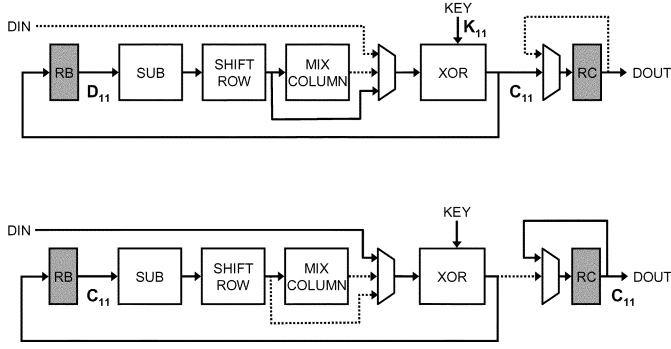 KEY
DIN
K11
RB
SUB
SHIFT
ROW
MIX
COLUMN
XOR
RC
DOUT
D11
C11
KEY
DIN
RB
SUB
SHIFT
ROW
MIX
COLUMN
XOR
RC
DOUT
C11
C11